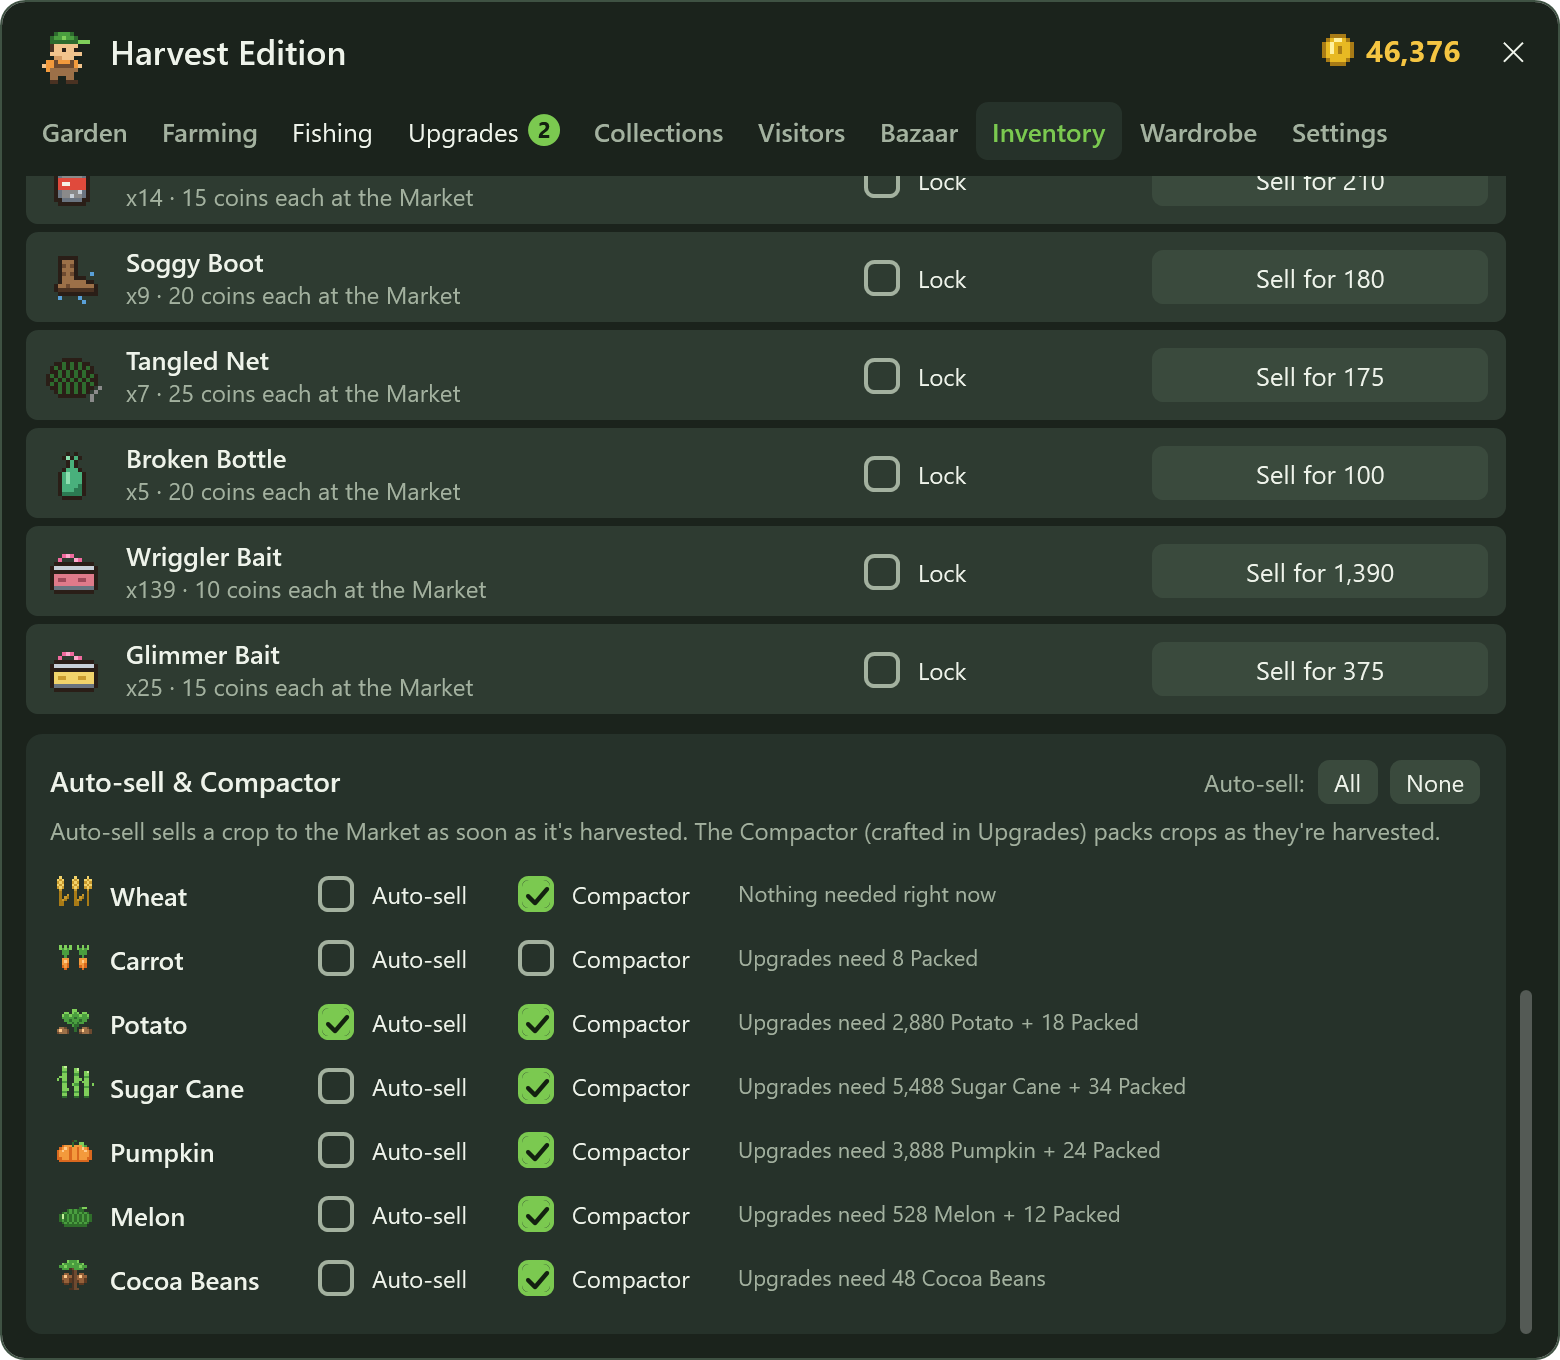 Harvest Edition
46,376
Garden Farming Fishing Upgrades 2 Collections Visitors Bazaar Inventory Wardrobe Settings
x14 · 15 coins each at the Market Lock Sell for 210
Soggy Boot
x9 · 20 coins each at the Market Lock Sell for 180
Tangled Net
x7 · 25 coins each at the Market Lock Sell for 175
Broken Bottle
x5 · 20 coins each at the Market Lock Sell for 100
Wriggler Bait
x139 · 10 coins each at the Market Lock Sell for 1,390
Glimmer Bait
x25 · 15 coins each at the Market Lock Sell for 375
Auto-sell & Compactor Auto-sell: All None
Auto-sell sells a crop to the Market as soon as it's harvested. The Compactor (crafted in Upgrades) packs crops as they're harvested.
Wheat Auto-sell Compactor Nothing needed right now
Carrot Auto-sell Compactor Upgrades need 8 Packed
Potato Auto-sell Compactor Upgrades need 2,880 Potato + 18 Packed
Sugar Cane Auto-sell Compactor Upgrades need 5,488 Sugar Cane + 34 Packed
Pumpkin Auto-sell Compactor Upgrades need 3,888 Pumpkin + 24 Packed
Melon Auto-sell Compactor Upgrades need 528 Melon + 12 Packed
Cocoa Beans Auto-sell Compactor Upgrades need 48 Cocoa Beans